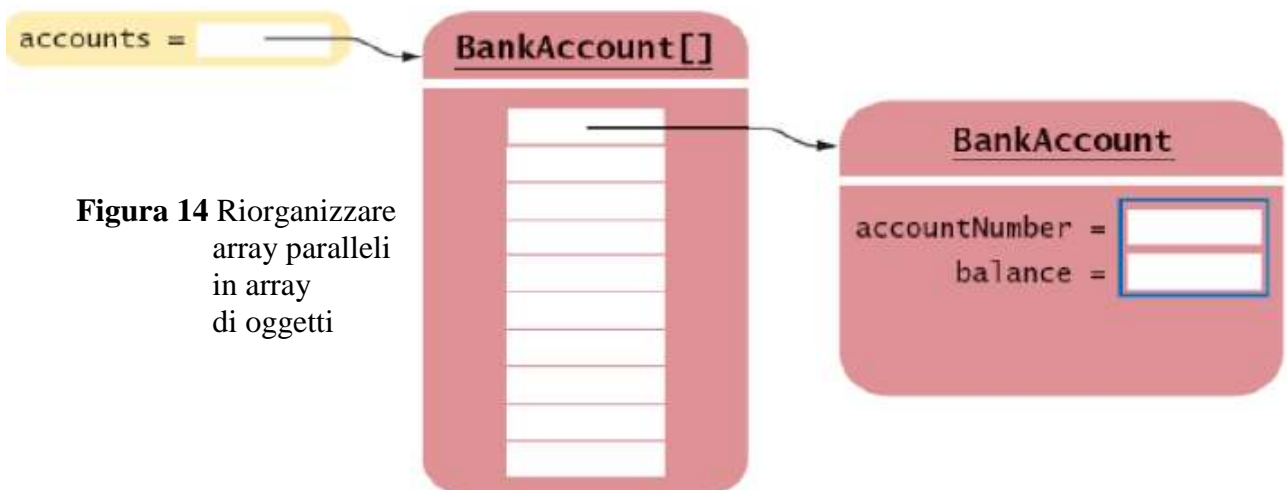 accounts =
BankAccount[]
BankAccount
accountNumber =
balance =
Figura 14 Riorganizzare
array paralleli
in array
di oggetti